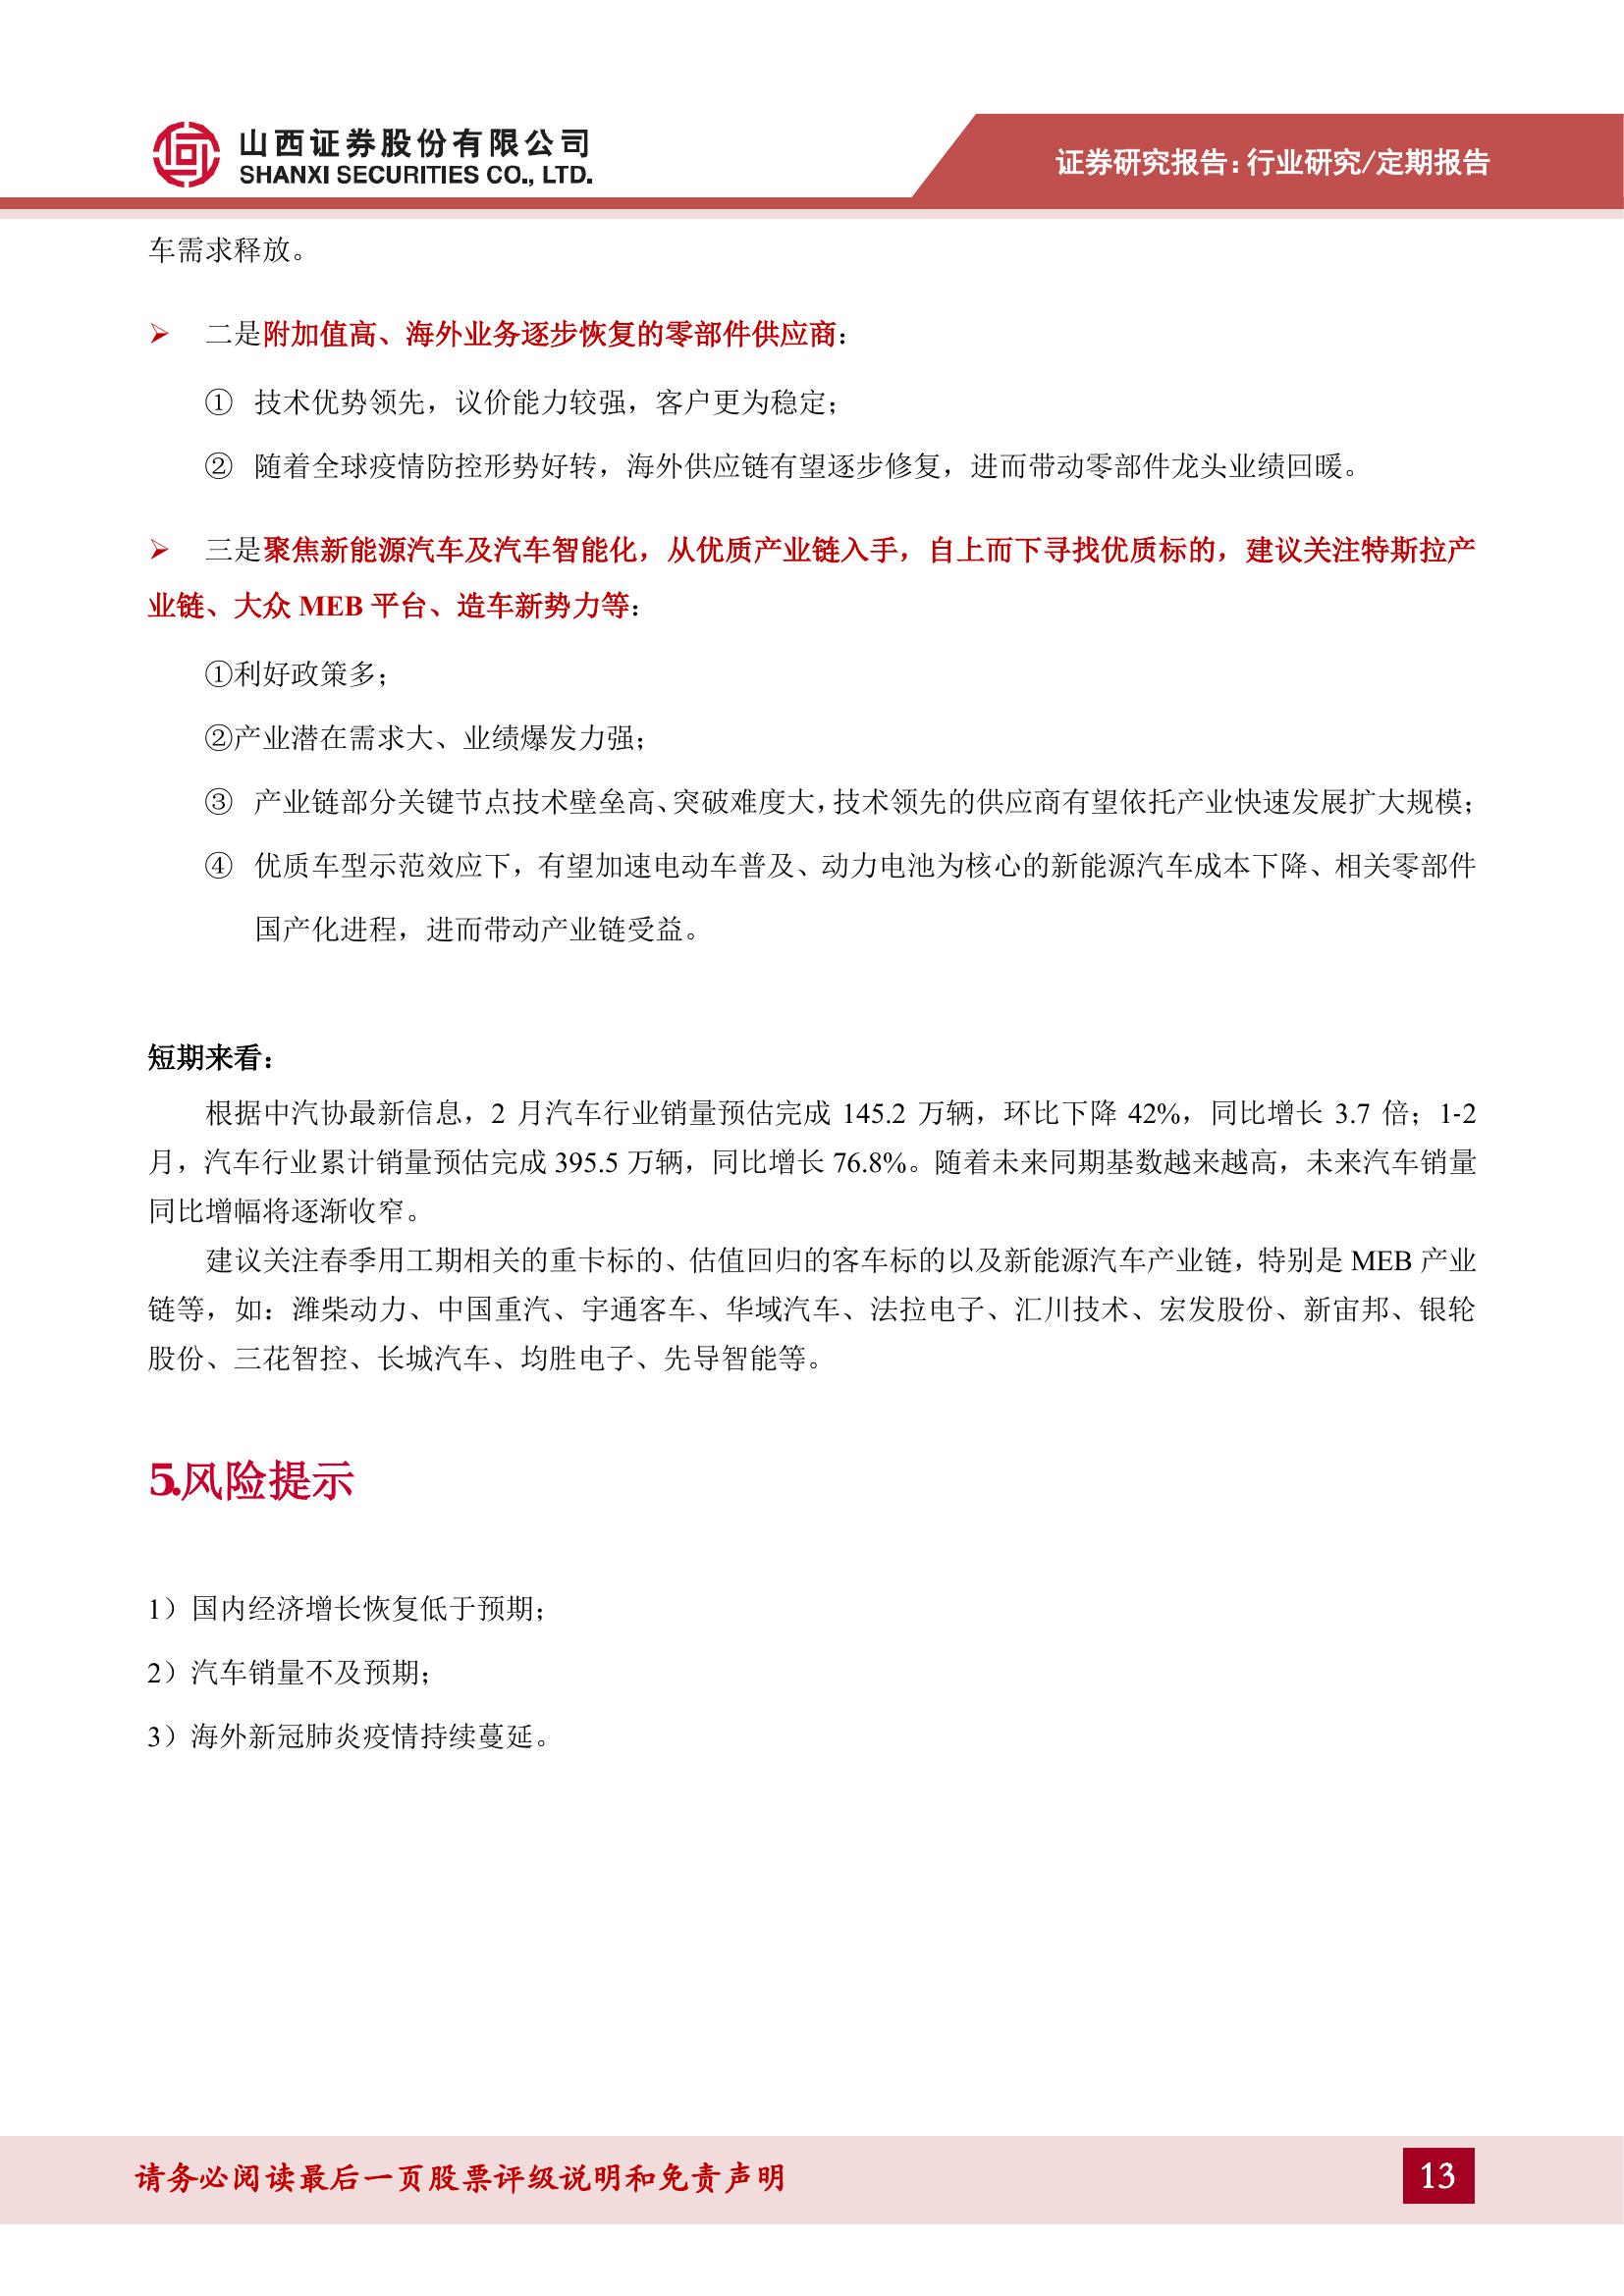 山西证券股份有限公司
SHANXI SECURITIES CO., LTD.
证券研究报告：行业研究/定期报告
车需求释放。
➢ 二是附加值高、海外业务逐步恢复的零部件供应商：
① 技术优势领先，议价能力较强，客户更为稳定；
② 随着全球疫情防控形势好转，海外供应链有望逐步修复，进而带动零部件龙头业绩回暖。
➢ 三是聚焦新能源汽车及汽车智能化，从优质产业链入手，自上而下寻找优质标的，建议关注特斯拉产
业链、大众 MEB 平台、造车新势力等：
①利好政策多；
②产业潜在需求大、业绩爆发力强；
③ 产业链部分关键节点技术壁垒高、突破难度大，技术领先的供应商有望依托产业快速发展扩大规模；
④ 优质车型示范效应下，有望加速电动车普及、动力电池为核心的新能源汽车成本下降、相关零部件
国产化进程，进而带动产业链受益。
短期来看：
根据中汽协最新信息，2 月汽车行业销量预估完成 145.2 万辆，环比下降 42%，同比增长 3.7 倍；1-2
月，汽车行业累计销量预估完成 395.5 万辆，同比增长 76.8%。随着未来同期基数越来越高，未来汽车销量
同比增幅将逐渐收窄。
建议关注春季用工期相关的重卡标的、估值回归的客车标的以及新能源汽车产业链，特别是 MEB 产业
链等，如：潍柴动力、中国重汽、宇通客车、华域汽车、法拉电子、汇川技术、宏发股份、新宙邦、银轮
股份、三花智控、长城汽车、均胜电子、先导智能等。
5.风险提示
1）国内经济增长恢复低于预期；
2）汽车销量不及预期；
3）海外新冠肺炎疫情持续蔓延。
请务必阅读最后一页股票评级说明和免责声明
13